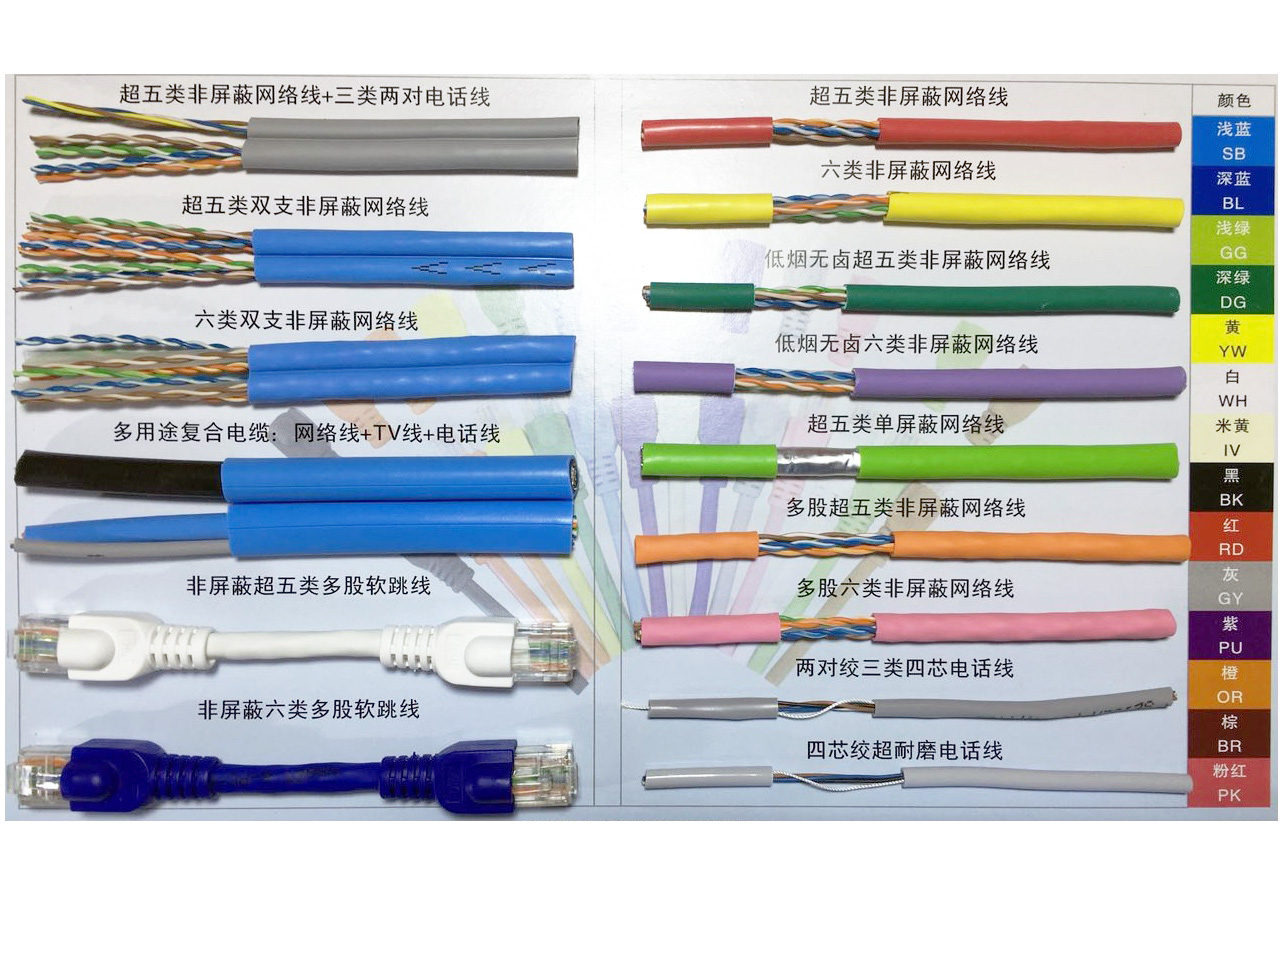 超五类非屏蔽网络线+三类两对电话线
超五类双支非屏蔽网络线
六类双支非屏蔽网络线
多用途复合电缆：网络线+TV线+电话线
非屏蔽超五类多股软跳线
非屏蔽六类多股软跳线
超五类非屏蔽网络线
六类非屏蔽网络线
低烟无卤超五类非屏蔽网络线
低烟无卤六类非屏蔽网络线
超五类单屏蔽网络线
多股超五类非屏蔽网络线
多股六类非屏蔽网络线
两对绞三类四芯电话线
四芯绞超耐磨电话线
颜色
浅蓝
SB
深蓝
BL
浅绿
GG
深绿
DG
黄
YW
白
WH
米黄
IV
黑
BK
红
RD
灰
GY
紫
PU
橙
OR
棕
BR
粉红
PK